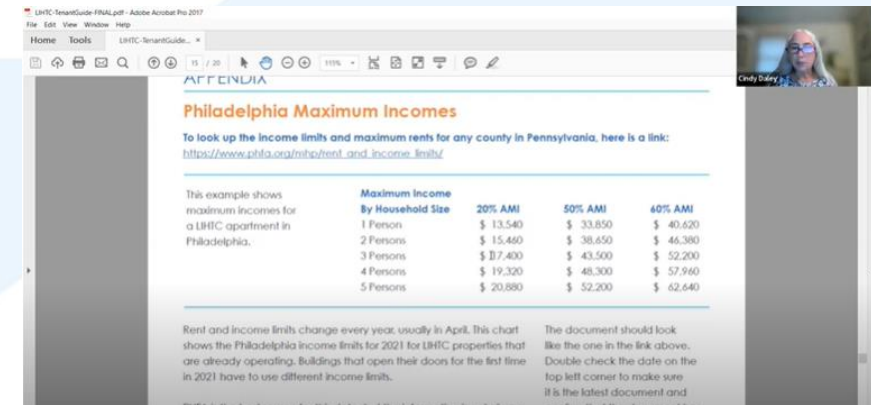 LIHTC-TenantGuide-FINAL.pdf - Adobe Acrobat Pro 2017
File Edit View Window Help
Home Tools LIHTC-TenantGuide... ×
15 / 20 115%
Cindy Daley
APPENDIX
Philadelphia Maximum Incomes
To look up the income limits and maximum rents for any county in Pennsylvania, here is a link:
https://www.phfa.org/mhp/rent_and_income_limits/
This example shows
maximum incomes for
a LIHTC apartment in
Philadelphia.
Maximum Income
By Household Size 20% AMI 50% AMI 60% AMI
1 Person $ 13,540 $ 33,850 $ 40,620
2 Persons $ 15,460 $ 38,650 $ 46,380
3 Persons $ 17,400 $ 43,500 $ 52,200
4 Persons $ 19,320 $ 48,300 $ 57,960
5 Persons $ 20,880 $ 52,200 $ 62,640
Rent and income limits change every year, usually in April. This chart
shows the Philadelphia income limits for 2021 for LIHTC properties that
are already operating. Buildings that open their doors for the first time
in 2021 have to use different income limits.
The document should look
like the one in the link above.
Double check the date on the
top left corner to make sure
it is the latest document and